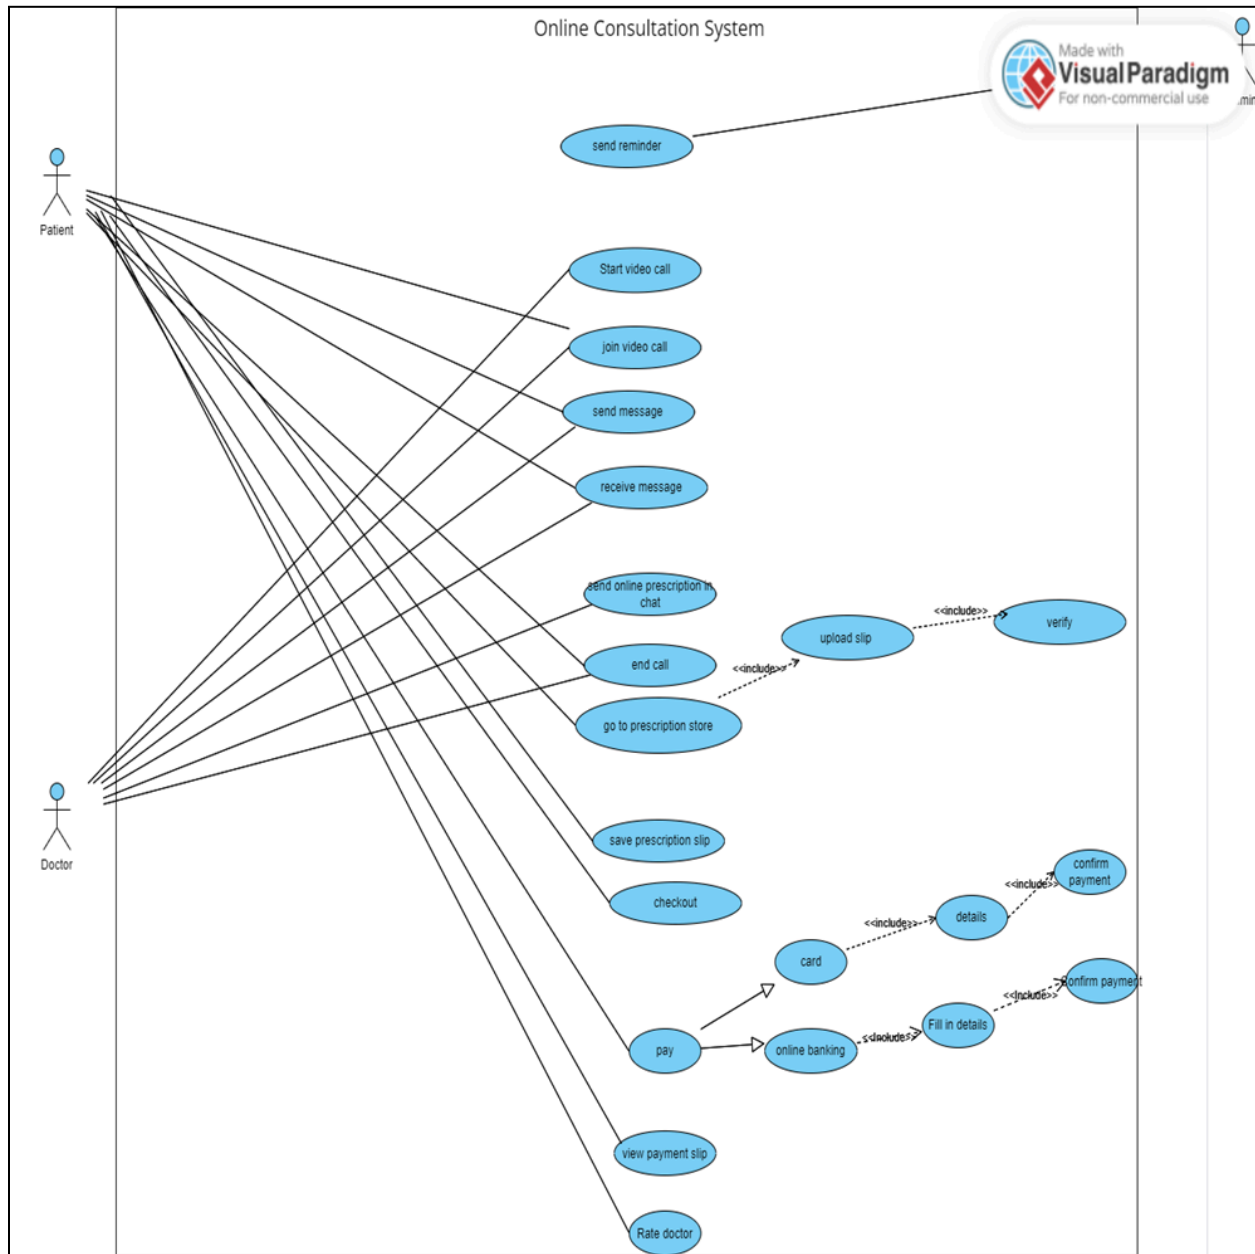 Online Consultation System
Made with
Visual Paradigm
For non-commercial use
send reminder
Patient
Start video call
join video call
send message
receive message
send online prescription in
chat
<<include>>
verify
upload slip
end call
<<include>>
go to prescription store
Doctor
save prescription slip
confirm
payment
<<include>>
checkout
details
<<include>>
card
Confirm payment
<<Include>>
Fill in details
<<Include>>
pay
online banking
view payment slip
Rate doctor